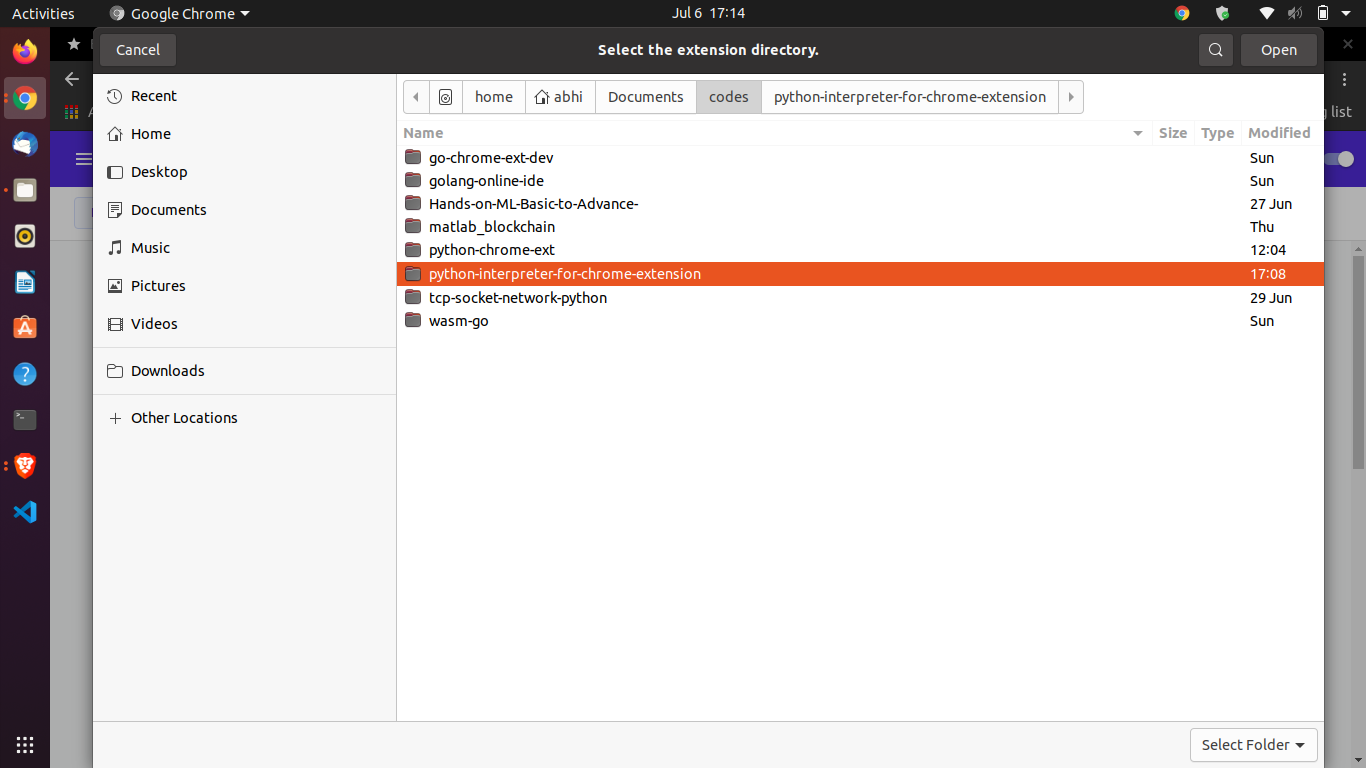 Activities Google Chrome Jul 6 17:14
Cancel Select the extension directory. Open
Recent
Home
Desktop
Documents
Music
Pictures
Videos
Downloads
Other Locations
home abhi Documents codes python-interpreter-for-chrome-extension
Name Size Type Modified
go-chrome-ext-dev Sun
golang-online-ide Sun
Hands-on-ML-Basic-to-Advance- 27 Jun
matlab_blockchain Thu
python-chrome-ext 12:04
python-interpreter-for-chrome-extension 17:08
tcp-socket-network-python 29 Jun
wasm-go Sun
list
Select Folder